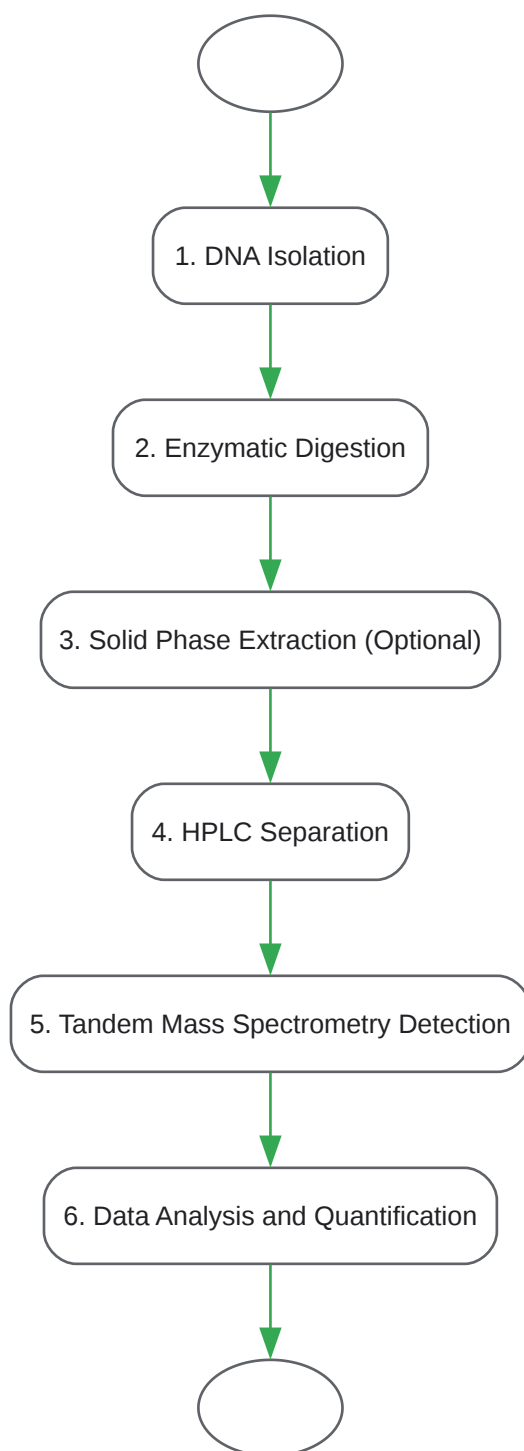 1. DNA Isolation
2. Enzymatic Digestion
3. Solid Phase Extraction (Optional)
4. HPLC Separation
5. Tandem Mass Spectrometry Detection
6. Data Analysis and Quantification